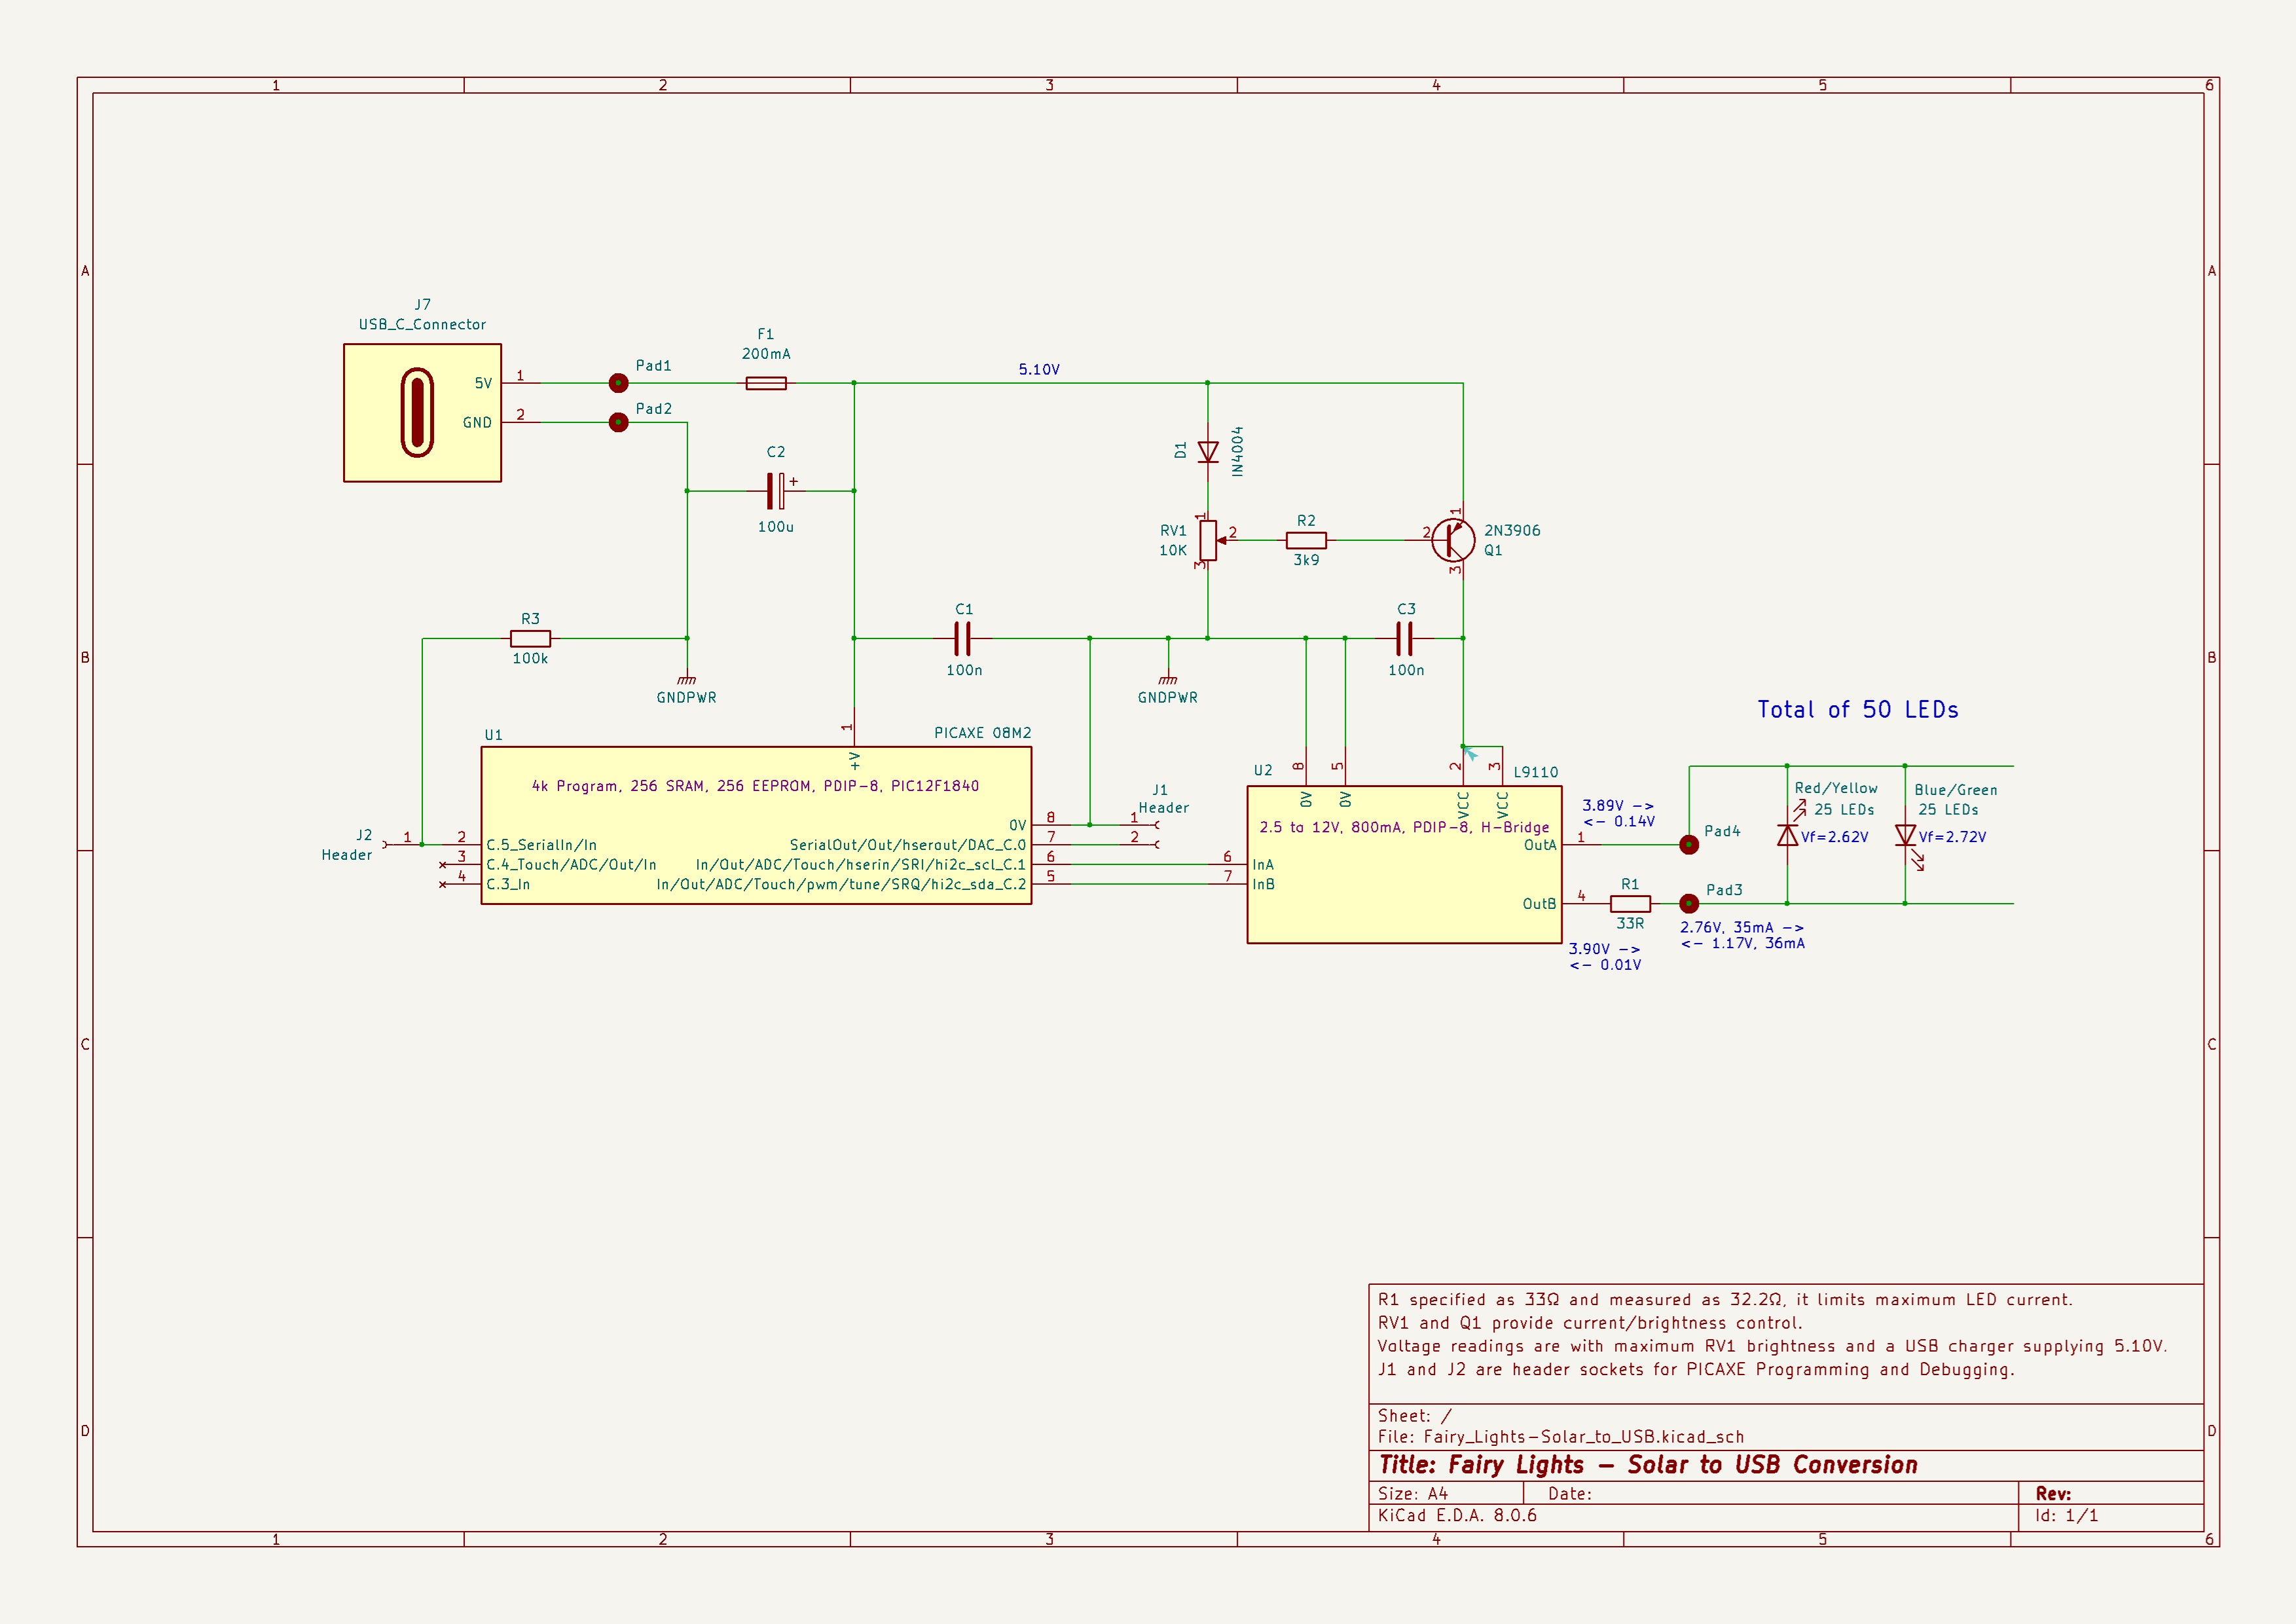 1 2 3 4 5 6
A A
J7
USB_C_Connector
5V 1
GND 2
Pad1
Pad2
F1
200mA
5.10V
C2
+
100u
D1
IN4004
RV1
10K
1
2
3
R2
3k9
2
1
3
2N3906
Q1
B B
R3
100k
GNDPWR
C1
100n
GNDPWR
C3
100n
Total of 50 LEDs
U1
PICAXE 08M2
1
+V
4k Program, 256 SRAM, 256 EEPROM, PDIP-8, PIC12F1840
J2
Header
1
2 C.5_SerialIn/In
3 C.4_Touch/ADC/Out/In
4 C.3_In
0V 8
SerialOut/Out/hserout/DAC_C.0 7
In/Out/ADC/Touch/hserin/SRI/hi2c_scl_C.1 6
In/Out/ADC/Touch/pwm/tune/SRQ/hi2c_sda_C.2 5
J1
Header
1
2
U2
L9110
8 0V
5 0V
2 VCC
3 VCC
2.5 to 12V, 800mA, PDIP-8, H-Bridge
6 InA
7 InB
OutA 1
OutB 4
3.89V ->
<- 0.14V
Pad4
R1
33R
Pad3
3.90V ->
<- 0.01V
2.76V, 35mA ->
<- 1.17V, 36mA
Red/Yellow
25 LEDs
Vf=2.62V
Blue/Green
25 LEDs
Vf=2.72V
C C
D D
R1 specified as 33Ω and measured as 32.2Ω, it limits maximum LED current.
RV1 and Q1 provide current/brightness control.
Voltage readings are with maximum RV1 brightness and a USB charger supplying 5.10V.
J1 and J2 are header sockets for PICAXE Programming and Debugging.
Sheet: /
File: Fairy_Lights-Solar_to_USB.kicad_sch
Title: Fairy Lights - Solar to USB Conversion
Size: A4 Date: Rev:
KiCad E.D.A. 8.0.6 Id: 1/1
1 2 3 4 5 6